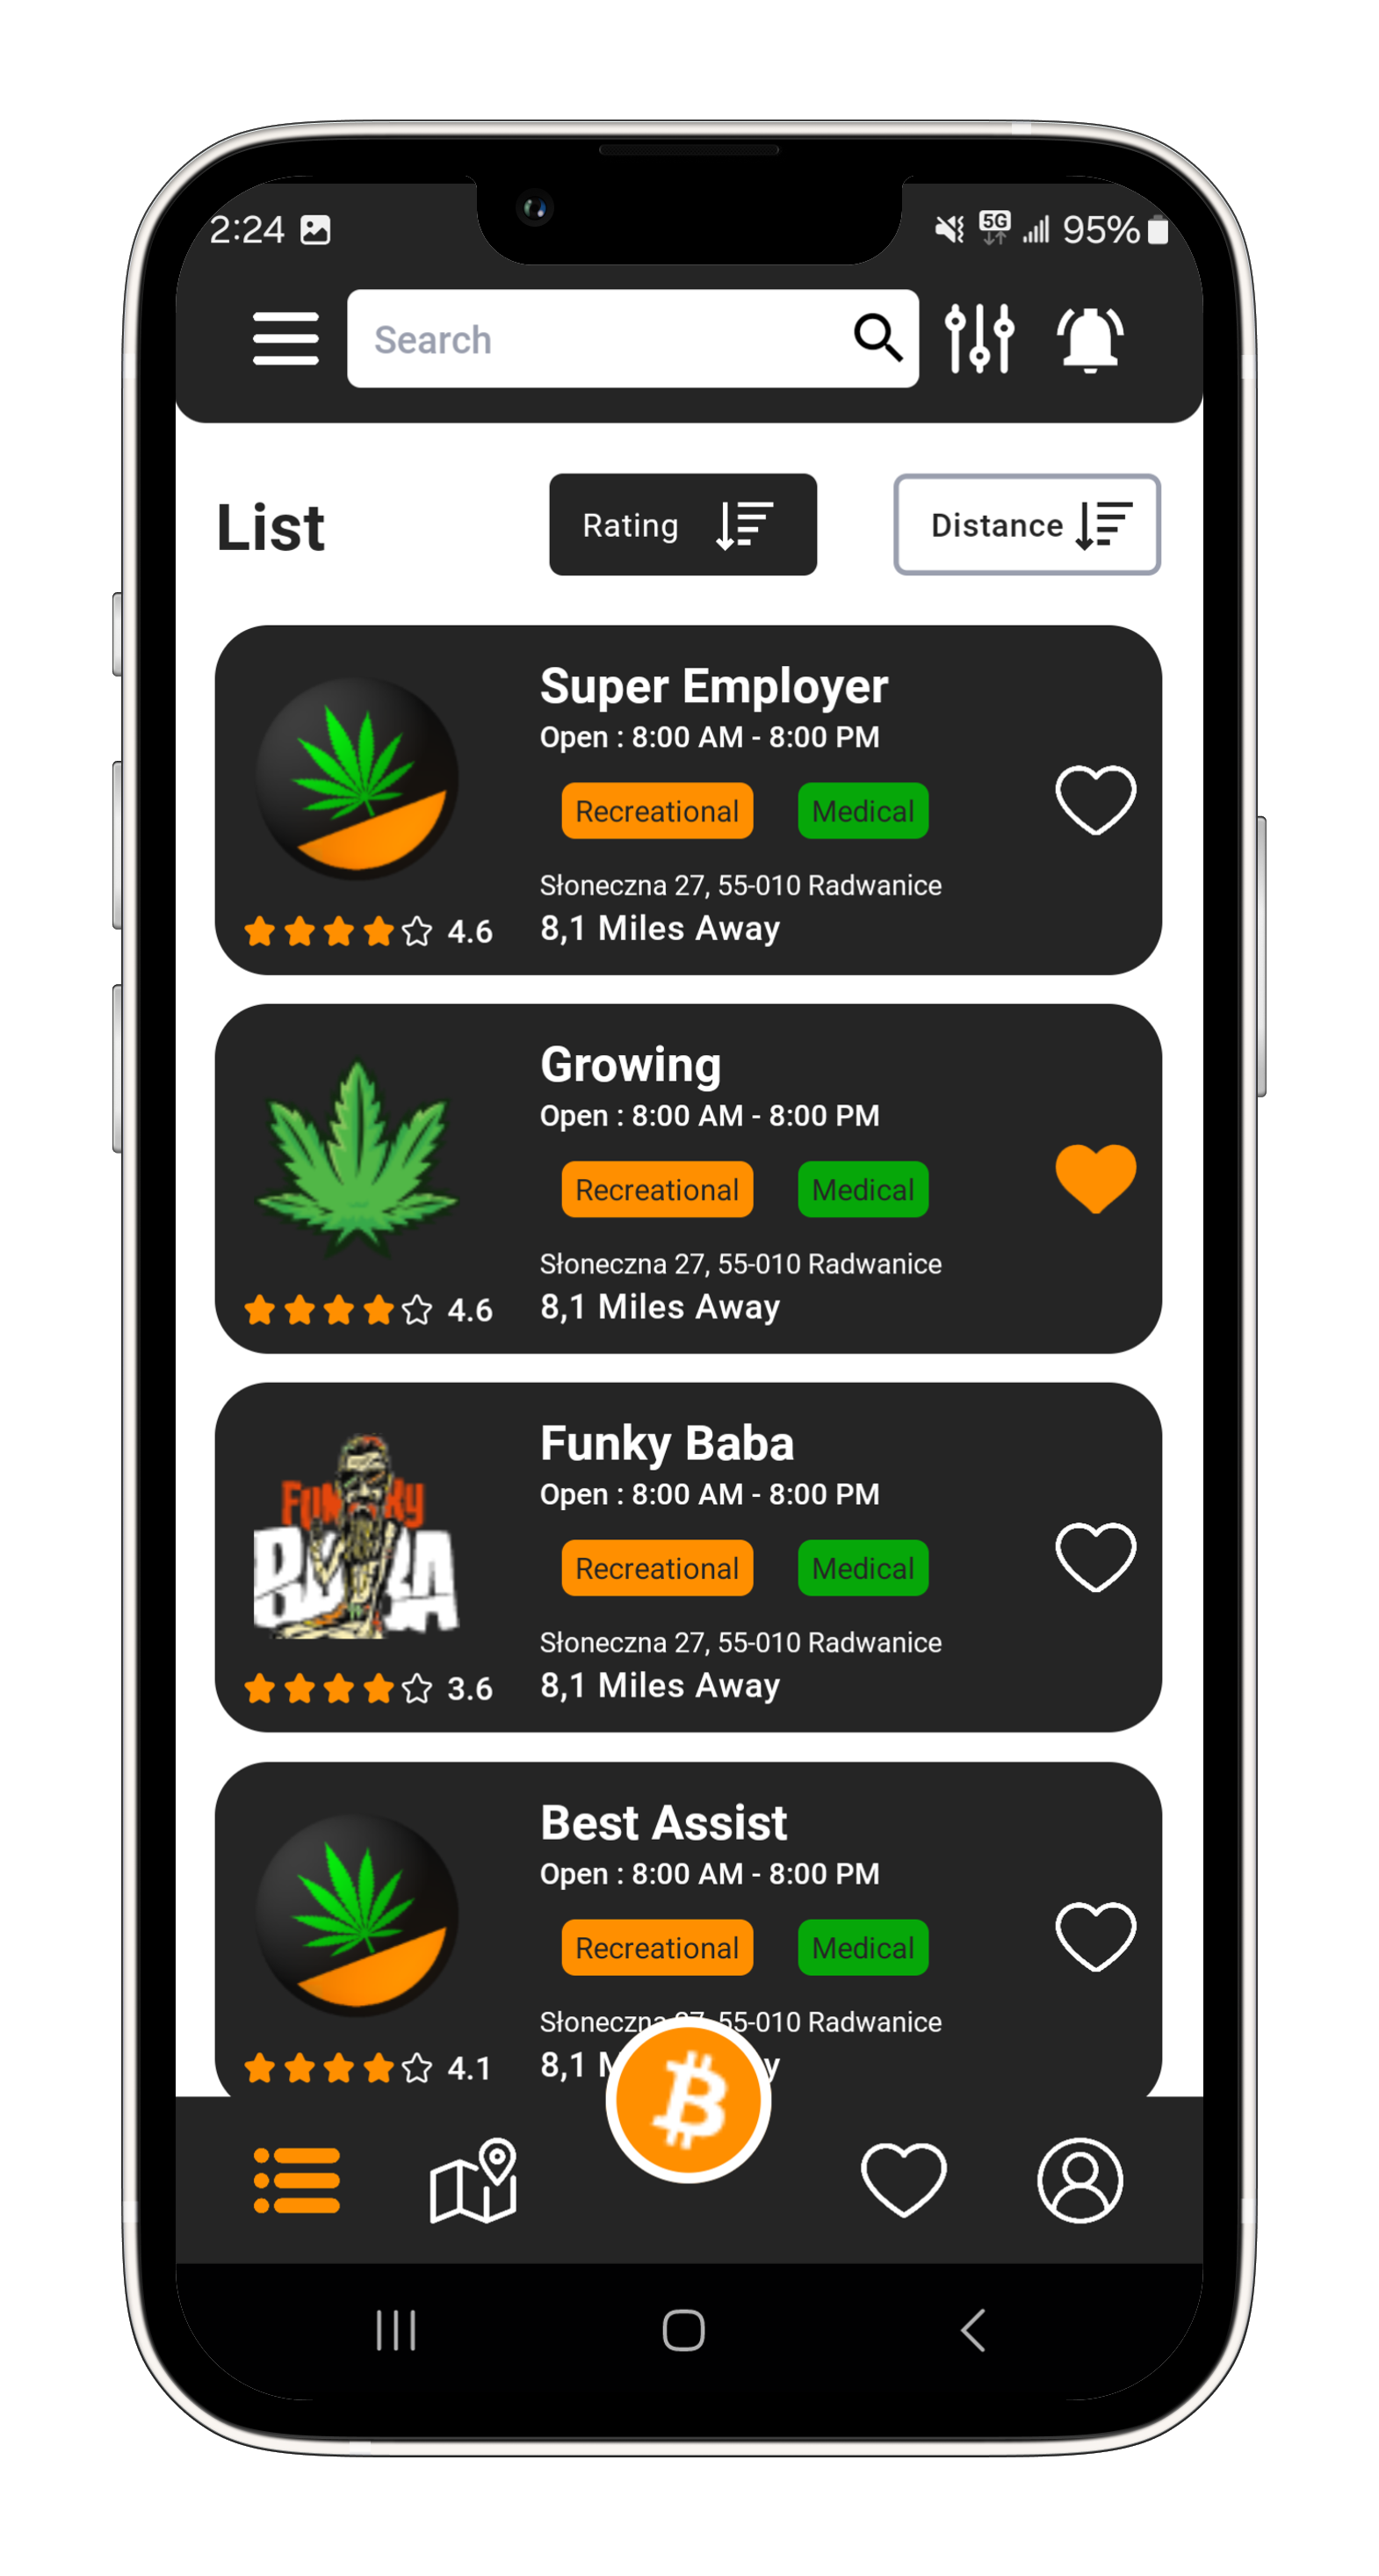 2:24 5G 95%
Search
List Rating Distance
Super Employer
Open : 8:00 AM - 8:00 PM
Recreational Medical
Słoneczna 27, 55-010 Radwanice
4.6 8,1 Miles Away
Growing
Open : 8:00 AM - 8:00 PM
Recreational Medical
Słoneczna 27, 55-010 Radwanice
4.6 8,1 Miles Away
Funky Baba
Open : 8:00 AM - 8:00 PM
Recreational Medical
Słoneczna 27, 55-010 Radwanice
3.6 8,1 Miles Away
Best Assist
Open : 8:00 AM - 8:00 PM
Recreational Medical
Słoneczna 55-010 Radwanice
4.1 8,1